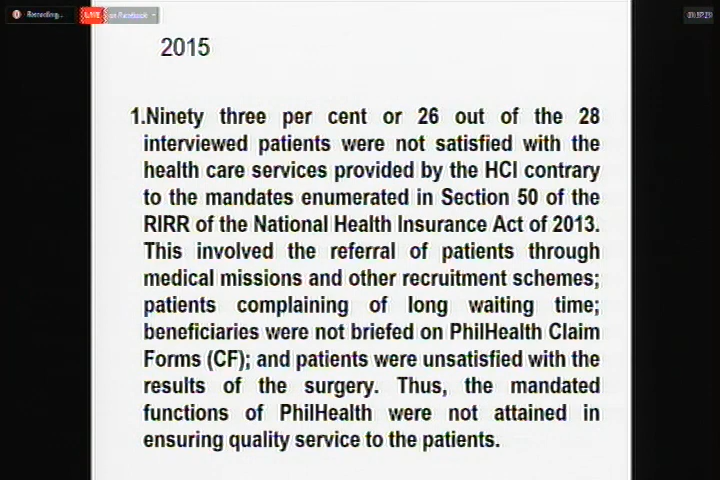 Recording...
LIVE on Facebook
2015
1.Ninety three per cent or 26 out of the 28
interviewed patients were not satisfied with the
health care services provided by the HCI contrary
to the mandates enumerated in Section 50 of the
RIRR of the National Health Insurance Act of 2013.
This involved the referral of patients through
medical missions and other recruitment schemes;
patients complaining of long waiting time;
beneficiaries were not briefed on PhilHealth Claim
Forms (CF); and patients were unsatisfied with the
results of the surgery. Thus, the mandated
functions of PhilHealth were not attained in
ensuring quality service to the patients.